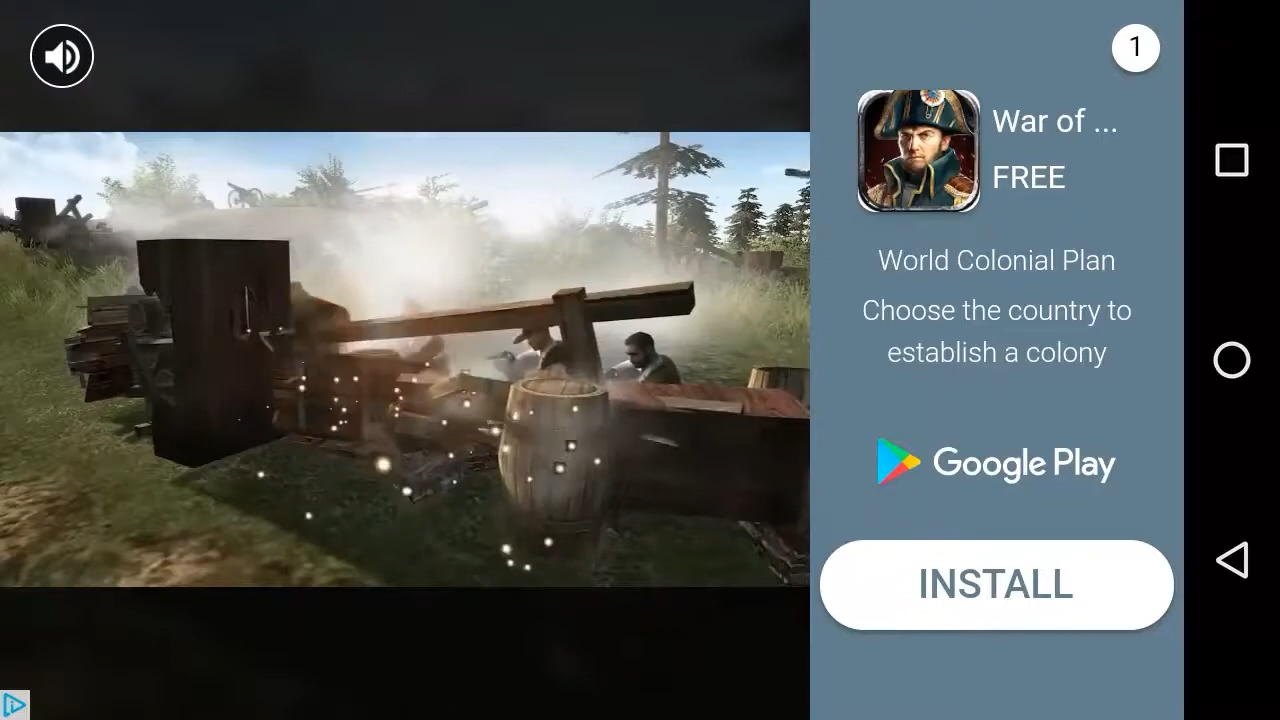 1
War of ...
FREE
World Colonial Plan
Choose the country to
establish a colony
Google Play
INSTALL